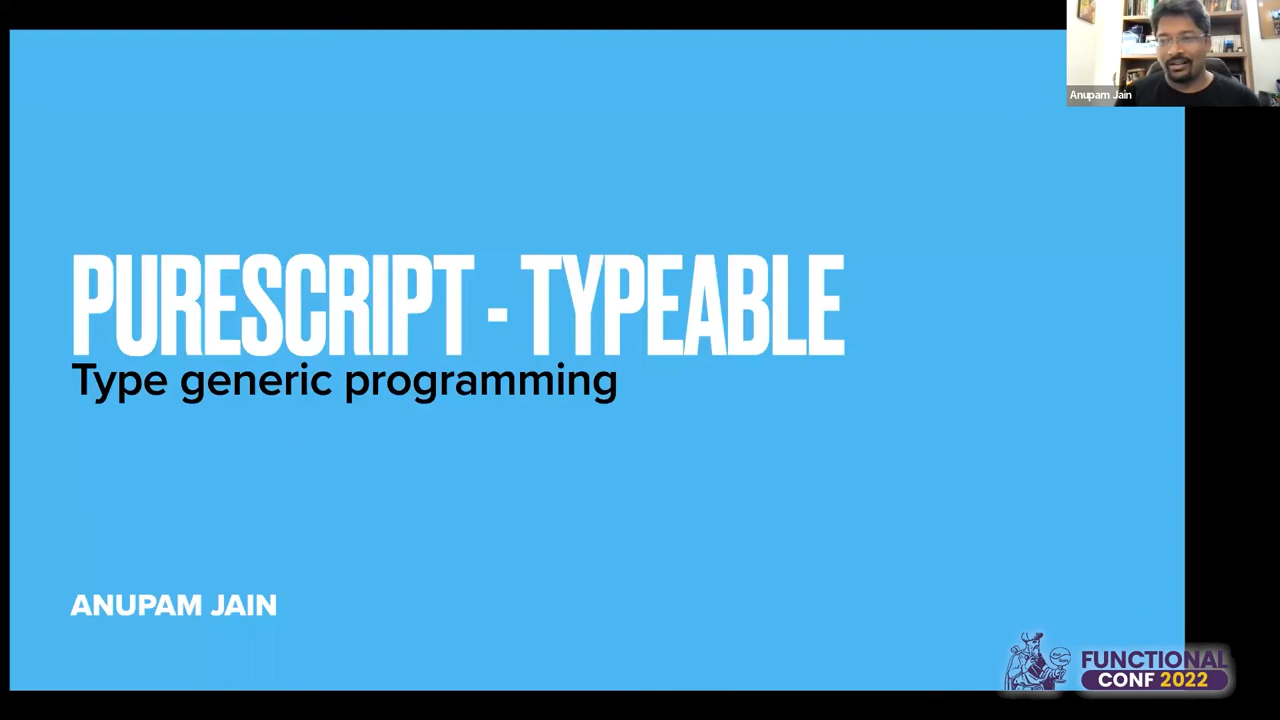 Anupam Jain
PURESCRIPT - TYPEABLE
Type generic programming
ANUPAM JAIN
FUNCTIONAL
CONF 2022